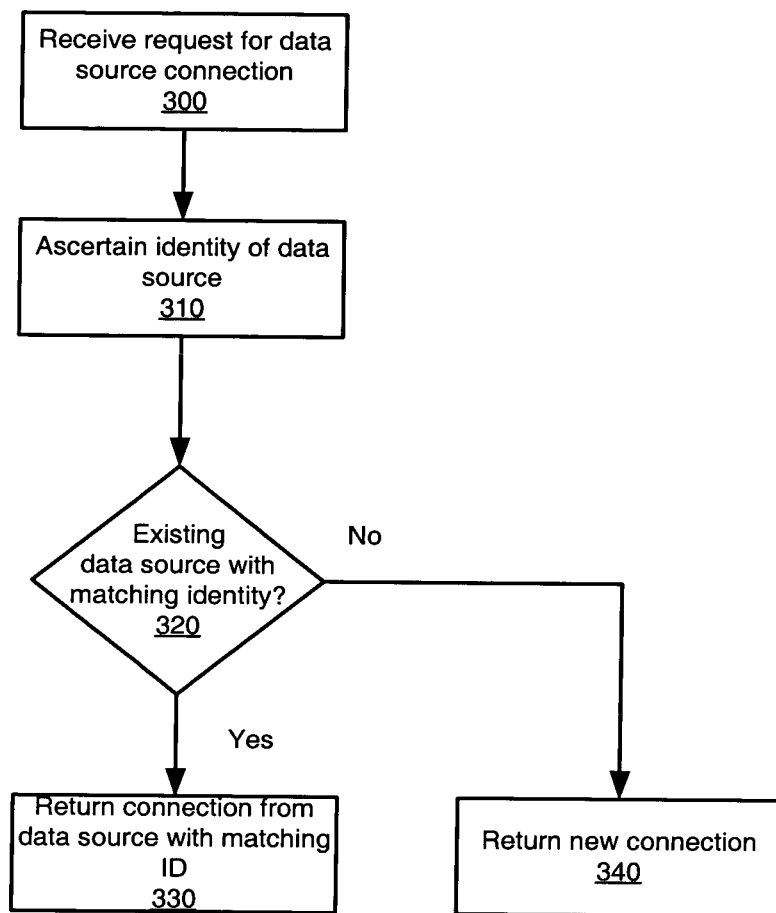 Receive request for data
source connection
300
Ascertain identity of data
source
310
Existing
data source with
matching identity?
320
No
Yes
Return connection from
data source with matching
ID
330
Return new connection
340